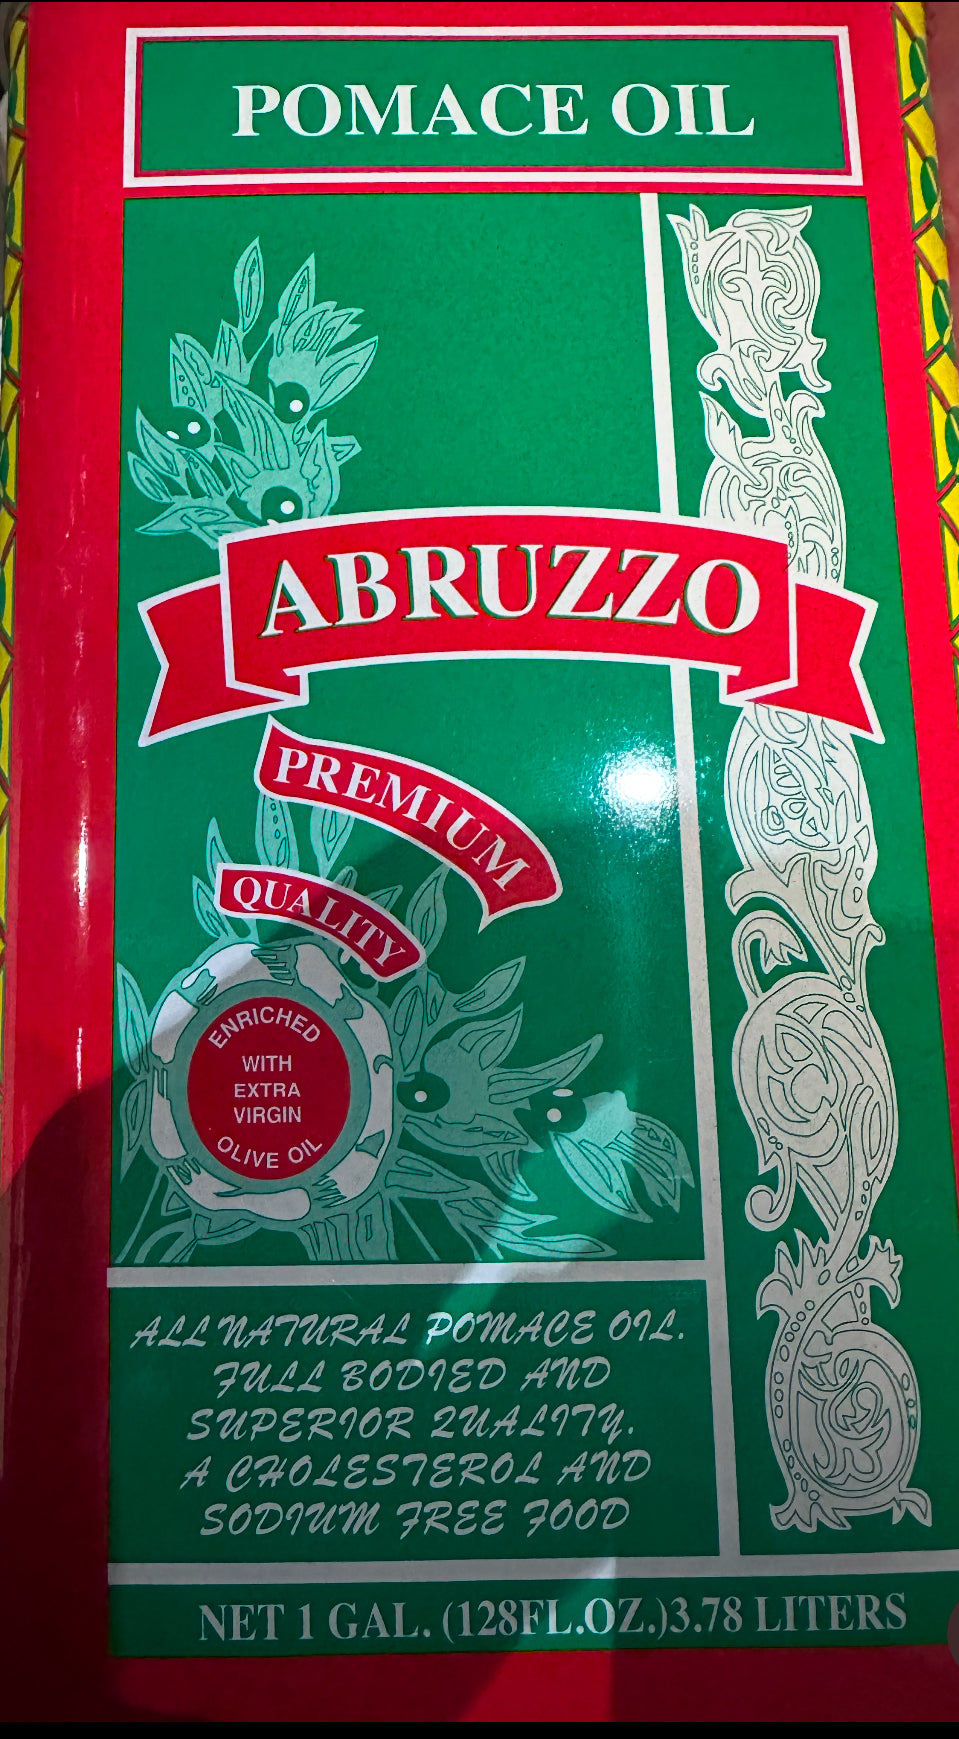 POMACE OIL
ABRUZZO
PREMIUM
QUALITY
ENRICHED
WITH
EXTRA
VIRGIN
OLIVE OIL
ALL NATURAL POMACE OIL.
FULL BODIED AND
SUPERIOR QUALITY.
A CHOLESTEROL AND
SODIUM FREE FOOD
NET 1 GAL. (128FL.OZ.)3.78 LITERS